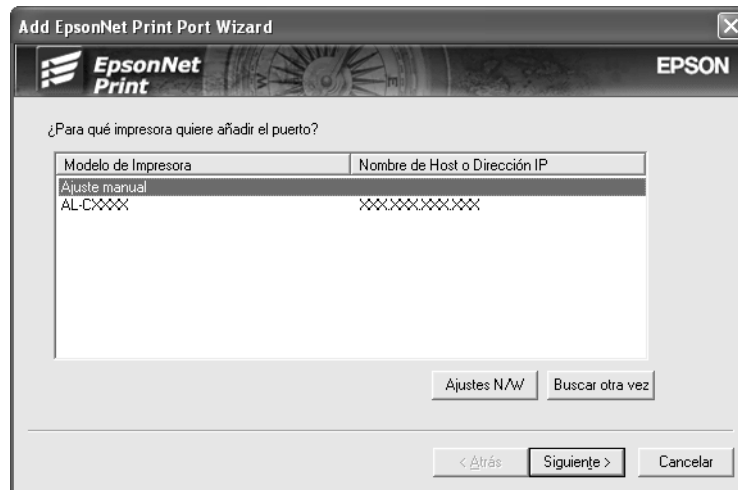 Add EpsonNet Print Port Wizard
EpsonNet
Print
EPSON
¿Para qué impresora quiere añadir el puerto?
Modelo de Impresora Nombre de Host o Dirección IP
Ajuste manual
AL-CXXXX XXX.XXX.XXX.XXX
Ajustes N/W Buscar otra vez
< Atrás Siguiente > Cancelar